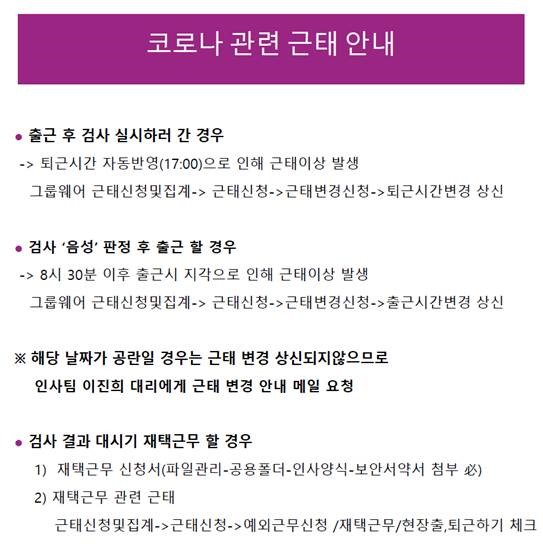 코로나 관련 근태 안내
● 출근 후 검사 실시하러 간 경우
-> 퇴근시간 자동반영(17:00)으로 인해 근태이상 발생
그룹웨어 근태신청및집계-> 근태신청->근태변경신청->퇴근시간변경 상신
● 검사 ‘음성’ 판정 후 출근 할 경우
-> 8시 30분 이후 출근시 지각으로 인해 근태이상 발생
그룹웨어 근태신청및집계-> 근태신청->근태변경신청->출근시간변경 상신
※ 해당 날짜가 공란일 경우는 근태 변경 상신되지않으므로
인사팀 이진희 대리에게 근태 변경 안내 메일 요청
● 검사 결과 대시기 재택근무 할 경우
1) 재택근무 신청서(파일관리-공용폴더-인사양식-보안서약서 첨부 必)
2) 재택근무 관련 근태
근태신청및집계->근태신청->예외근무신청 /재택근무/현장출,퇴근하기 체크